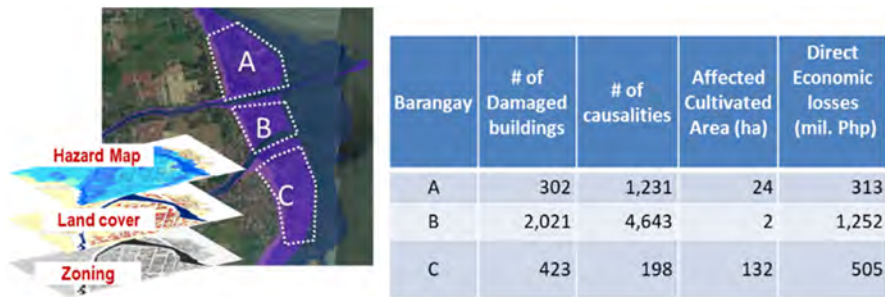 A
B
C
Hazard Map
Land cover
Zoning
Barangay
# of
Damaged
buildings
# of
causalities
Affected
Cultivated
Area (ha)
Direct
Economic
losses
(mil. Php)
A 302 1,231 24 313
B 2,021 4,643 2 1,252
C 423 198 132 505